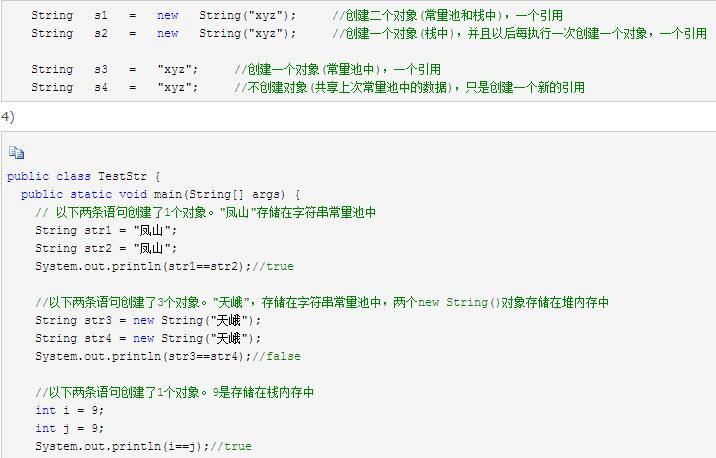 String s1 = new String("xyz"); //创建二个对象(常量池和栈中),一个引用
String s2 = new String("xyz"); //创建一个对象(栈中),并且以后每执行一次创建一个对象,一个引用
String s3 = "xyz"; //创建一个对象(常量池中),一个引用
String s4 = "xyz"; //不创建对象(共享上次常量池中的数据),只是创建一个新的引用
4)
public class TestStr {
public static void main(String[] args) {
// 以下两条语句创建了1个对象。"凤山"存储在字符串常量池中
String str1 = "凤山";
String str2 = "凤山";
System.out.println(str1==str2);//true
//以下两条语句创建了3个对象。"天峨",存储在字符串常量池中,两个new String()对象存储在堆内存中
String str3 = new String("天峨");
String str4 = new String("天峨");
System.out.println(str3==str4);//false
//以下两条语句创建了1个对象。9是存储在栈内存中
int i = 9;
int j = 9;
System.out.println(i==j);//true